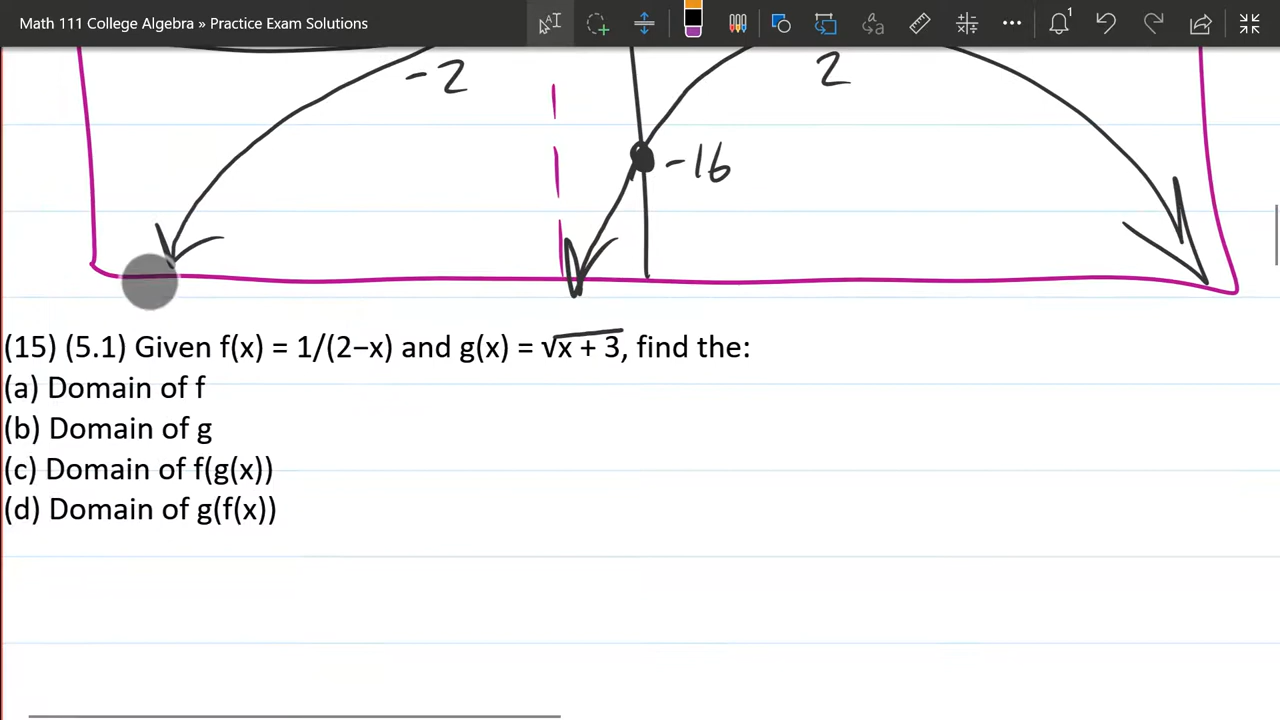 Math 111 College Algebra » Practice Exam Solutions
1
-2
2
-16
(15) (5.1) Given f(x) = 1/(2−x) and g(x) = √x + 3, find the:
(a) Domain of f
(b) Domain of g
(c) Domain of f(g(x))
(d) Domain of g(f(x))